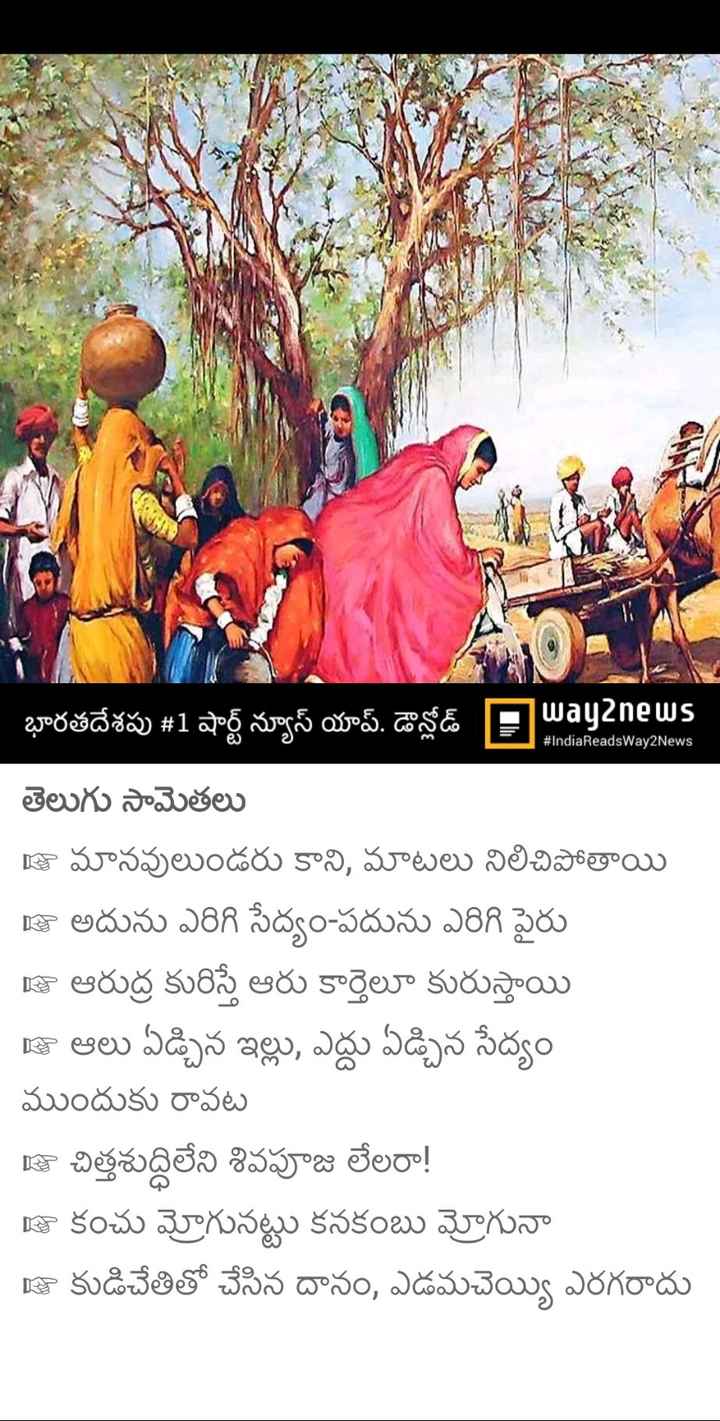 భారతదేశపు #1 షార్ట్ న్యూస్ యాప్. డౌన్లోడ్
way2news
#IndiaReadsWay2News
తెలుగు సామెతలు
☞ మానవులుండరు కాని, మాటలు నిలిచిపోతాయి
☞ అదును ఎరిగి సేద్యం-పదును ఎరిగి పైరు
☞ ఆరుద్ర కురిస్తే ఆరు కార్తెలూ కురుస్తాయి
☞ ఆలు ఏడ్చిన ఇల్లు, ఎద్దు ఏడ్చిన సేద్యం
ముందుకు రావట
☞ చిత్తశుద్ధిలేని శివపూజ లేలరా!
☞ కంచు మ్రోగునట్టు కనకంబు మ్రోగునా
☞ కుడిచేతితో చేసిన దానం, ఎడమచెయ్యి ఎరగరాదు